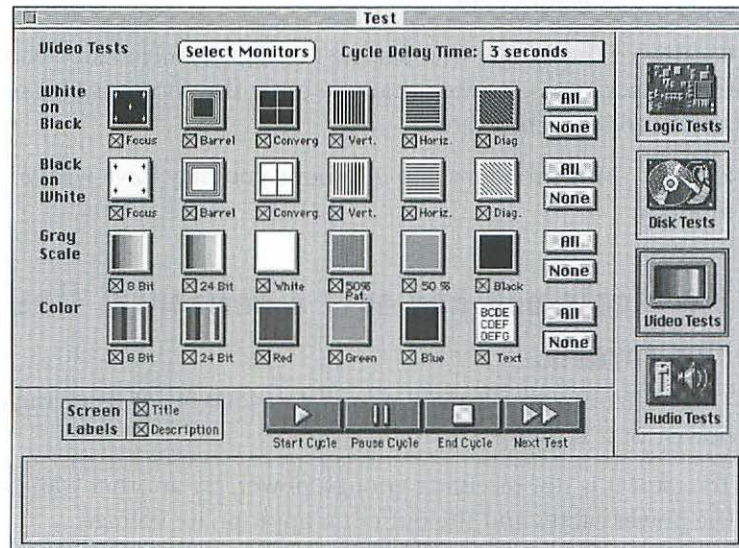 Test
Video Tests
Select Monitors
Cycle Delay Time: 3 seconds
White on Black
Focus
Barrel
Converg
Vert.
Horiz.
Diag.
All
None
Black on White
Focus
Barrel
Converg.
Vert.
Horiz.
Diag.
All
None
Gray Scale
8 Bit
24 Bit
White
50% Pat.
50 %
Black
All
None
Color
8 Bit
24 Bit
Red
Green
Blue
BCDE
CDEF
DEFG
Text
All
None
Logic Tests
Disk Tests
Video Tests
Audio Tests
Screen Labels
Title
Description
Start Cycle
Pause Cycle
End Cycle
Next Test